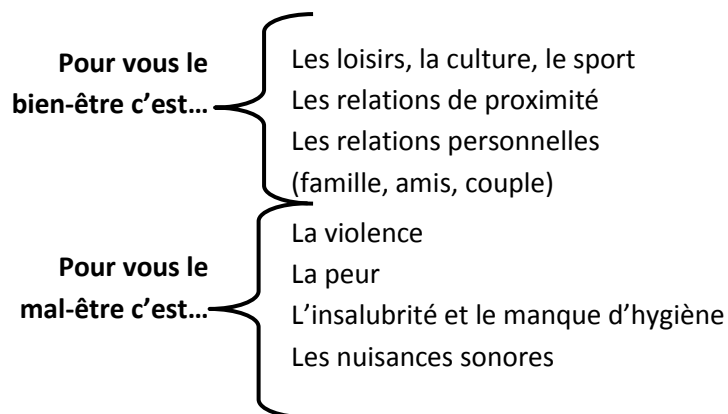 Pour vous le
bien-être c'est…
Les loisirs, la culture, le sport
Les relations de proximité
Les relations personnelles
(famille, amis, couple)
Pour vous le
mal-être c'est…
La violence
La peur
L'insalubrité et le manque d'hygiène
Les nuisances sonores